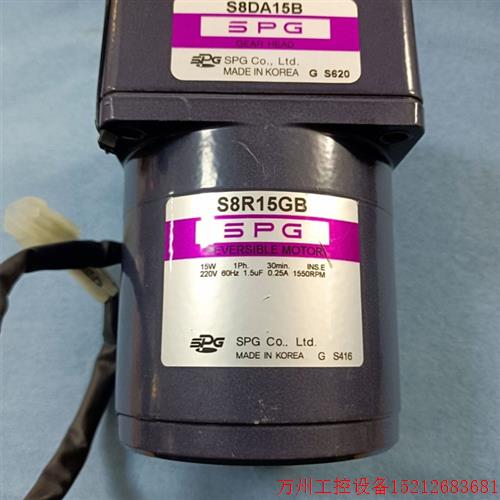 S8DA15B
SPG
GEAR HEAD
SPG SPG Co., Ltd.
MADE IN KOREA G S620
S8R15GB
SPG
REVERSIBLE MOTOR
15W 1Ph. 30min. INS.E
220V 60Hz 1.5uF 0.25A 1550RPM
SPG SPG Co., Ltd.
MADE IN KOREA G S416
万州工控设备15212683681